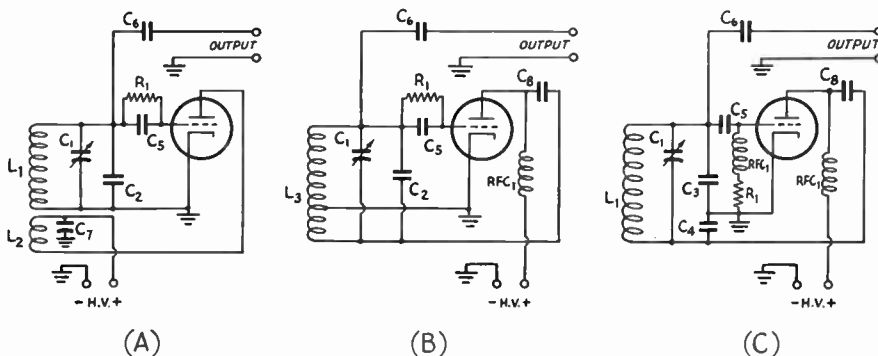 C6
OUTPUT
R1
C1
C5
L1
C2
L2
C7
- H.V. +
(A)
C6
OUTPUT
C8
R1
C1
C5
L3
C2
RFC1
- H.V. +
(B)
C6
OUTPUT
C8
C5
C1
L1
C3
RFC1
R1
RFC1
C4
- H.V. +
(C)